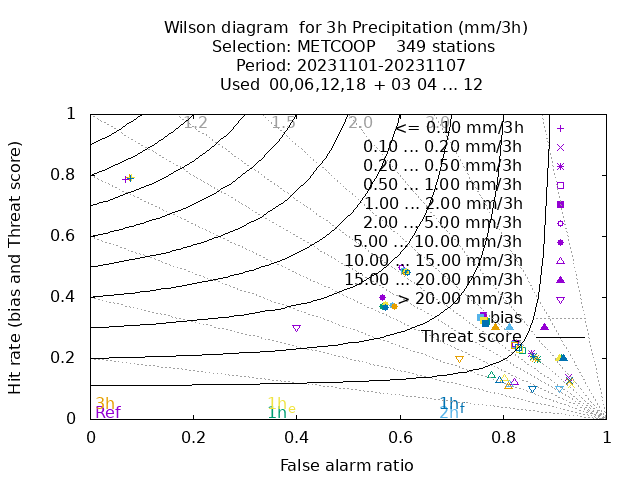 Wilson diagram for 3h Precipitation (mm/3h)
Selection: METCOOP 349 stations
Period: 20231101-20231107
Used 00,06,12,18 + 03 04 ... 12
Hit rate (bias and Threat score)
1
0.8
0.6
0.4
0.2
0
1.2
1.5
2.0
<= 0.10 mm/3h
0.10 ... 0.20 mm/3h
0.20 ... 0.50 mm/3h
0.50 ... 1.00 mm/3h
1.00 ... 2.00 mm/3h
2.00 ... 5.00 mm/3h
5.00 ... 10.00 mm/3h
10.00 ... 15.00 mm/3h
15.00 ... 20.00 mm/3h
> 20.00 mm/3h
bias
Threat score
3h
Ref
1h_e
1h
1h_f
2h
0
0.2
0.4
0.6
0.8
1
False alarm ratio